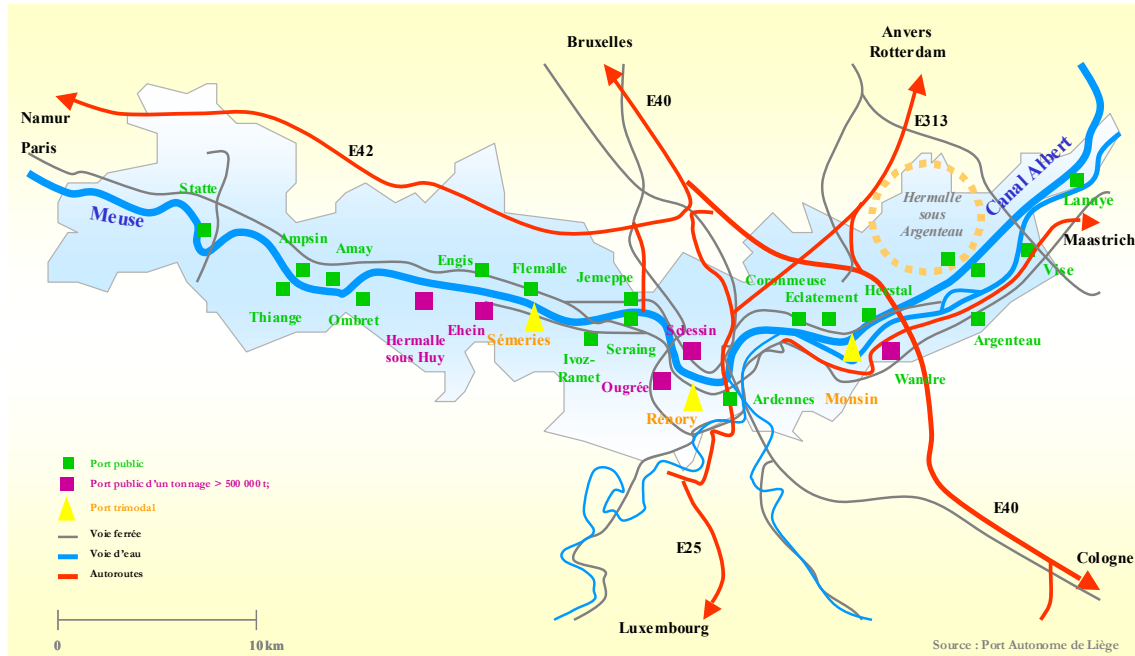 Anvers
Rotterdam
Bruxelles
E40
E313
Namur
Paris
E42
Canal Albert
Statte
Meuse
Hermalle
sous
Argenteau
Lanaye
Maastrich
Ampsin
Amay
Engis
Flemalle
Jemeppe
Coronmeuse
Eclatement
Herstal
Vise
Thiange
Ombret
Hermalle
sous Huy
Ehein
Sémeries
Ivoz-
Ramet
Seraing
Sclessin
Argenteau
Ougrée
Rénory
Ardennes
Monsin
Wandre
Port public
Port public d'un tonnage > 500 000 t;
Port trimodal
Voie ferrée
Voie d'eau
Autoroutes
E40
E25
Cologne
Luxembourg
0
10 km
Source : Port Autonome de Liège